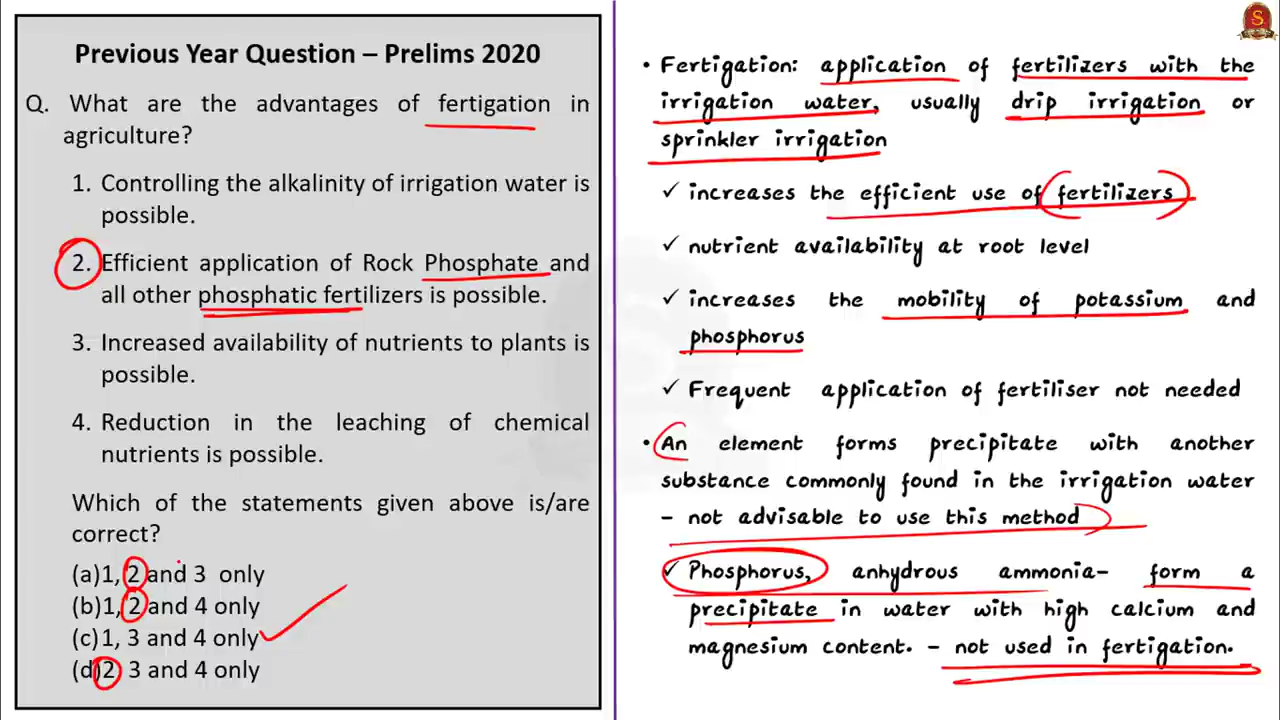 Previous Year Question – Prelims 2020
Q. What are the advantages of fertigation in
agriculture?
1. Controlling the alkalinity of irrigation water is
possible.
2. Efficient application of Rock Phosphate and
all other phosphatic fertilizers is possible.
3. Increased availability of nutrients to plants is
possible.
4. Reduction in the leaching of chemical
nutrients is possible.
Which of the statements given above is/are
correct?
(a)1, 2 and 3 only
(b)1, 2 and 4 only
(c)1, 3 and 4 only
(d)2, 3 and 4 only
• Fertigation: application of fertilizers with the
irrigation water, usually drip irrigation or
sprinkler irrigation
✓ increases the efficient use of fertilizers
✓ nutrient availability at root level
✓ increases the mobility of potassium and
phosphorus
✓ Frequent application of fertiliser not needed
• An element forms precipitate with another
substance commonly found in the irrigation water
– not advisable to use this method
✓ Phosphorus, anhydrous ammonia– form a
precipitate in water with high calcium and
magnesium content. – not used in fertigation.